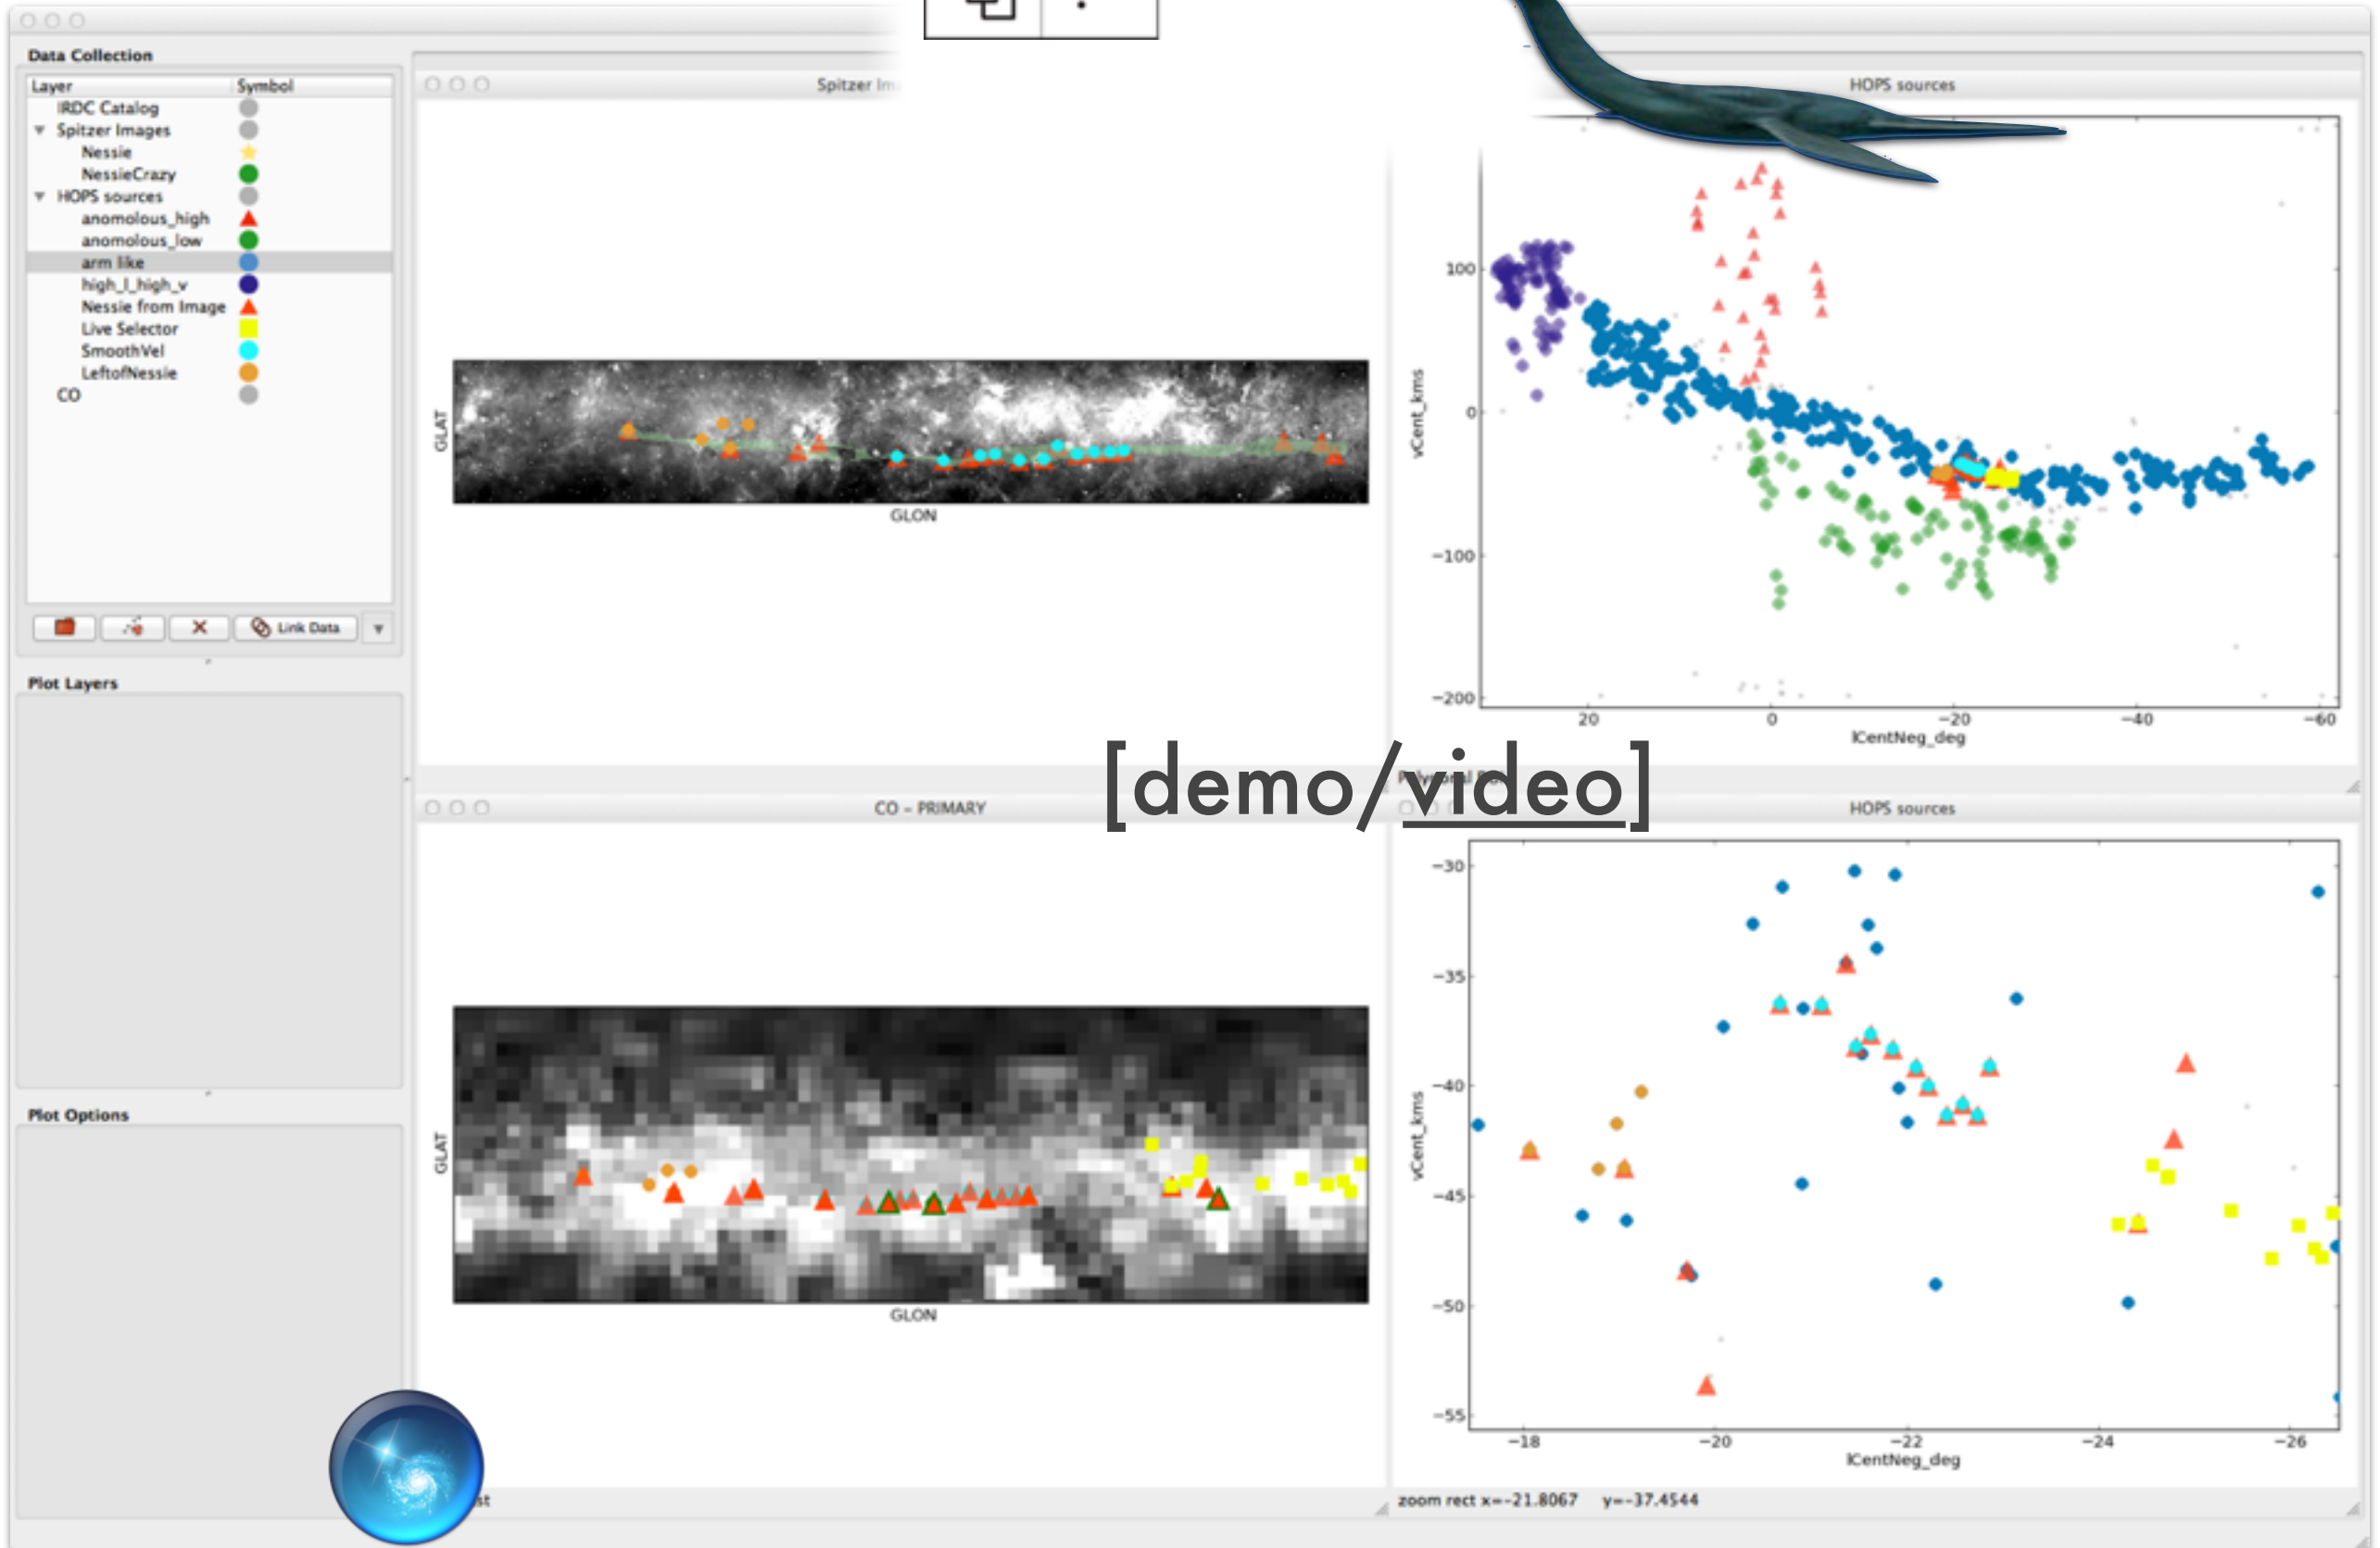 Data Collection
Layer Symbol
IRDC Catalog
Spitzer Images
Nessie
NessieCrazy
HOPS sources
anomolous_high
anomolous_low
arm like
high_l_high_v
Nessie from Image
Live Selector
SmoothVel
LeftofNessie
CO
Link Data
Plot Layers
Plot Options
Spitzer Im
GLAT
GLON
HOPS sources
100
0
−100
−200
vCent_kms
20 0 −20 −40 −60
lCentNeg_deg
[demo/video]
CO – PRIMARY
GLAT
GLON
st
HOPS sources
−30
−35
−40
−45
−50
−55
vCent_kms
−18 −20 −22 −24 −26
lCentNeg_deg
zoom rect x=−21.8067 y=−37.4544